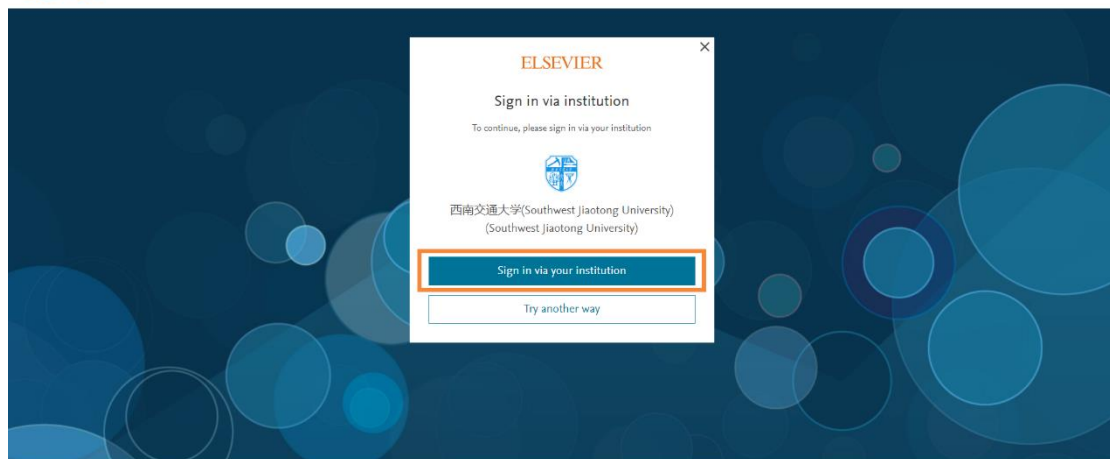 ELSEVIER
Sign in via institution
To continue, please sign in via your institution
西南交通大学(Southwest Jiaotong University)
(Southwest Jiaotong University)
Sign in via your institution
Try another way